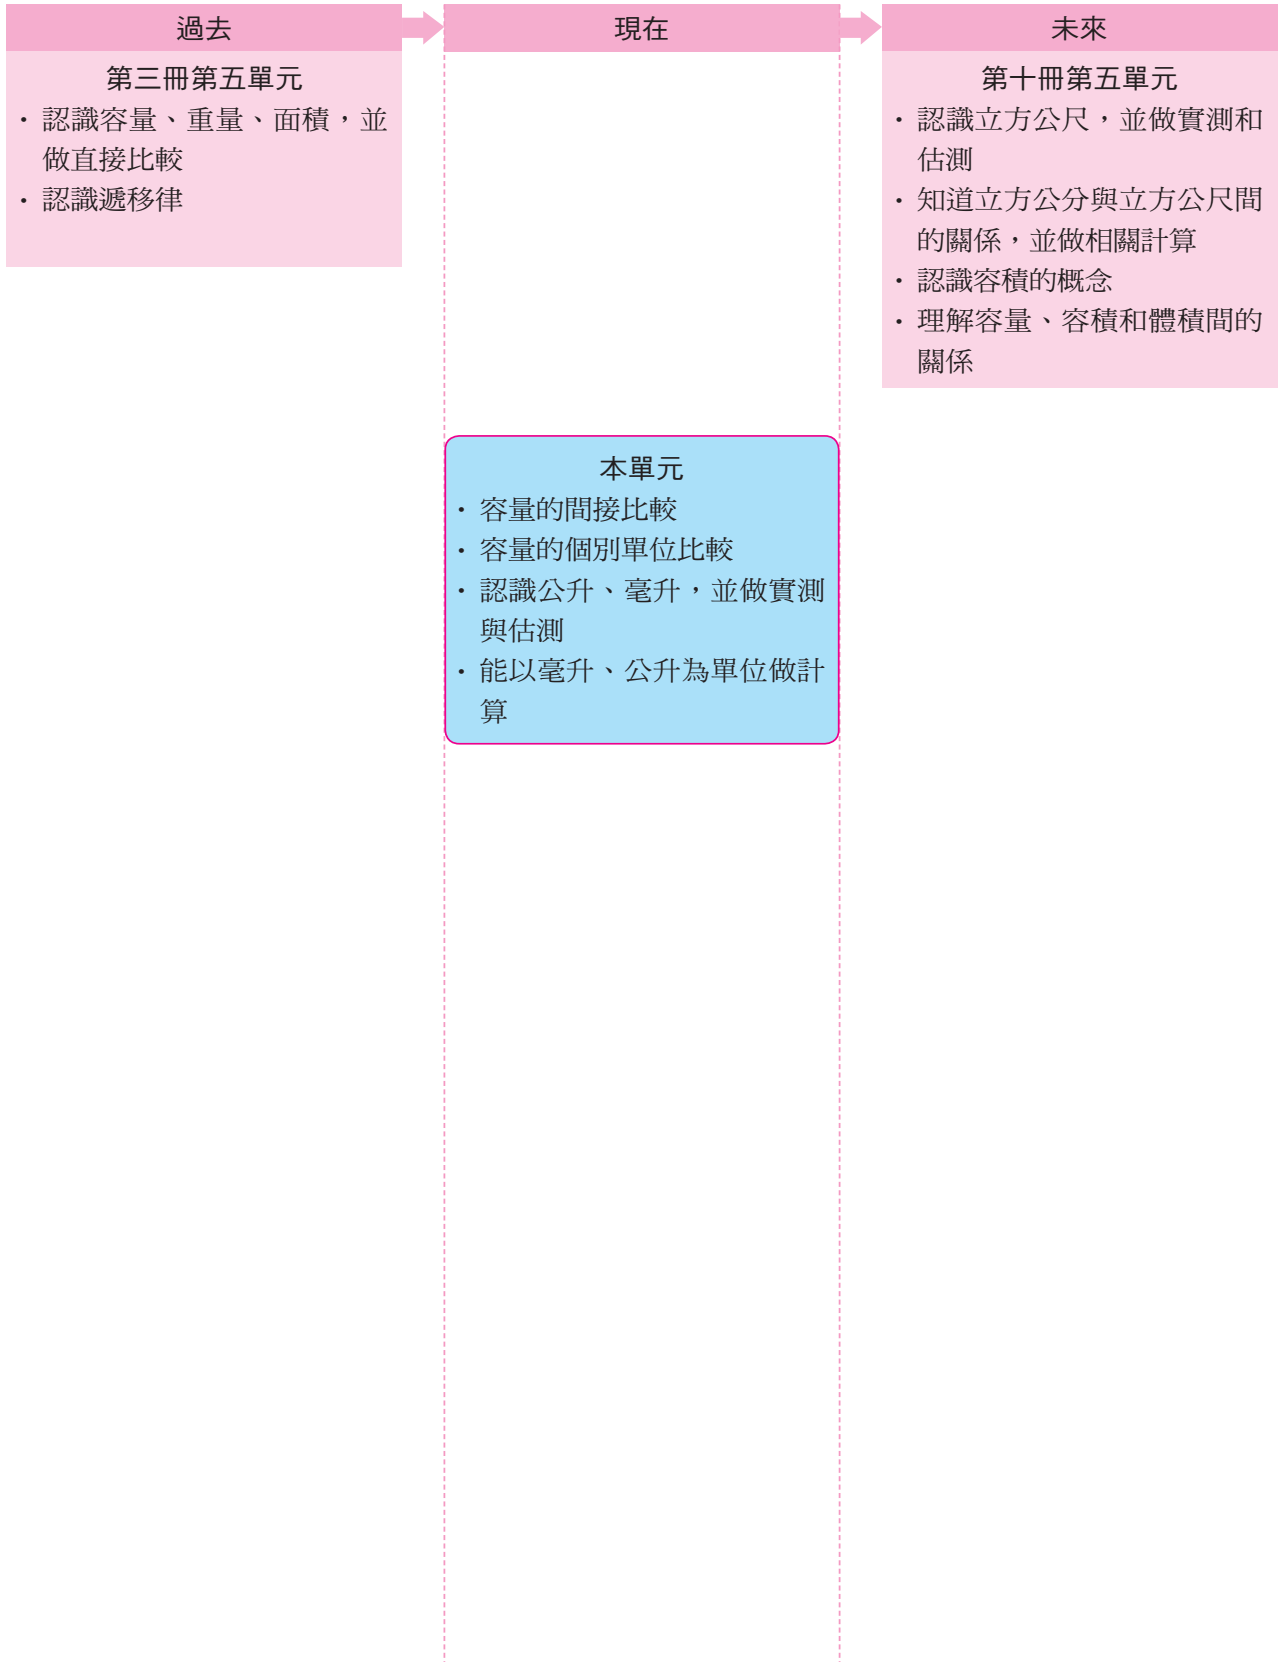 過去
現在
未來
第三冊第五單元
・認識容量、重量、面積，並
做直接比較
・認識遞移律
第十冊第五單元
・認識立方公尺，並做實測和
估測
・知道立方公分與立方公尺間
的關係，並做相關計算
・認識容積的概念
・理解容量、容積和體積間的
關係
本單元
・容量的間接比較
・容量的個別單位比較
・認識公升、毫升，並做實測
與估測
・能以毫升、公升為單位做計
算